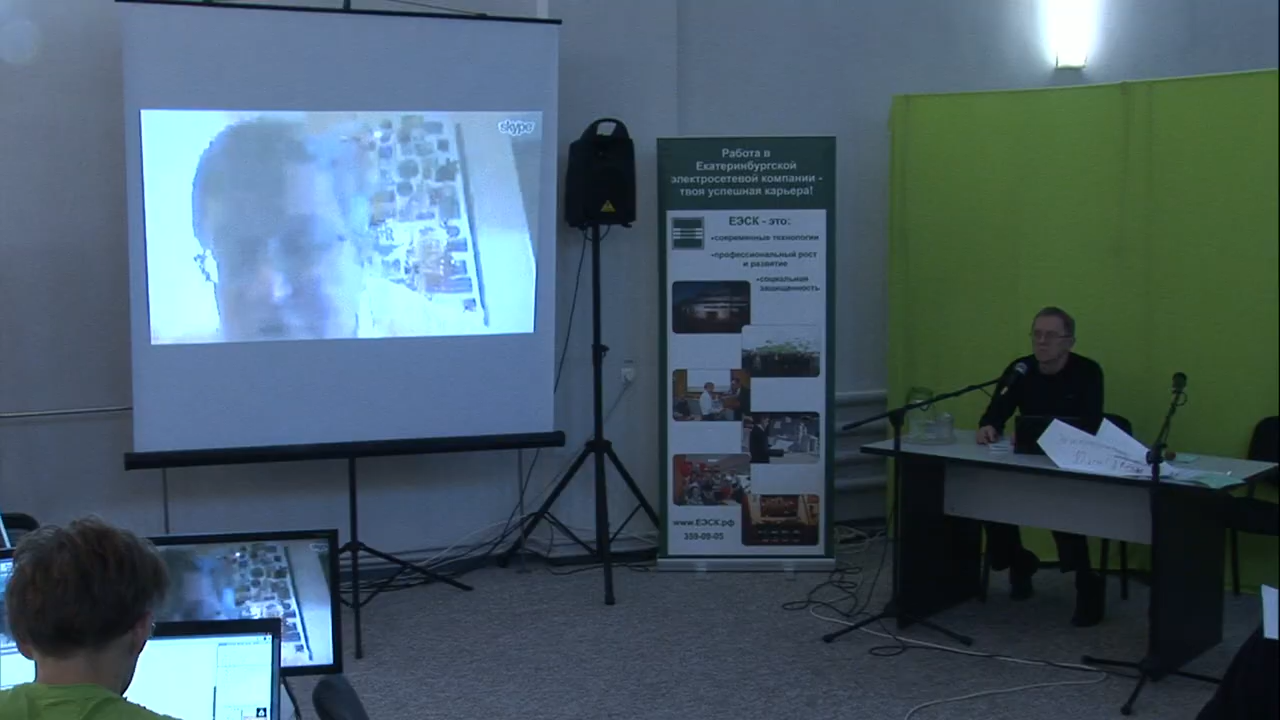 skype
Работа в
Екатеринбургской
электросетевой компании -
твоя успешная карьера!
ЕЭСК - это:
•современные технологии
•профессиональный рост
и развитие
•социальная
защищенность
www.ЕЭСК.рф
359-08-05